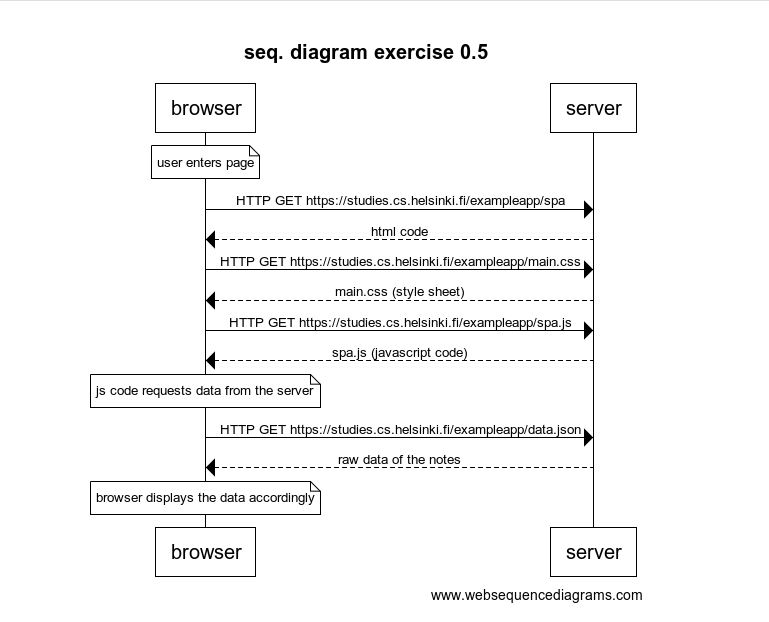 seq. diagram exercise 0.5
browser
server
user enters page
HTTP GET https://studies.cs.helsinki.fi/exampleapp/spa
html code
HTTP GET https://studies.cs.helsinki.fi/exampleapp/main.css
main.css (style sheet)
HTTP GET https://studies.cs.helsinki.fi/exampleapp/spa.js
spa.js (javascript code)
js code requests data from the server
HTTP GET https://studies.cs.helsinki.fi/exampleapp/data.json
raw data of the notes
browser displays the data accordingly
browser
server
www.websequencediagrams.com